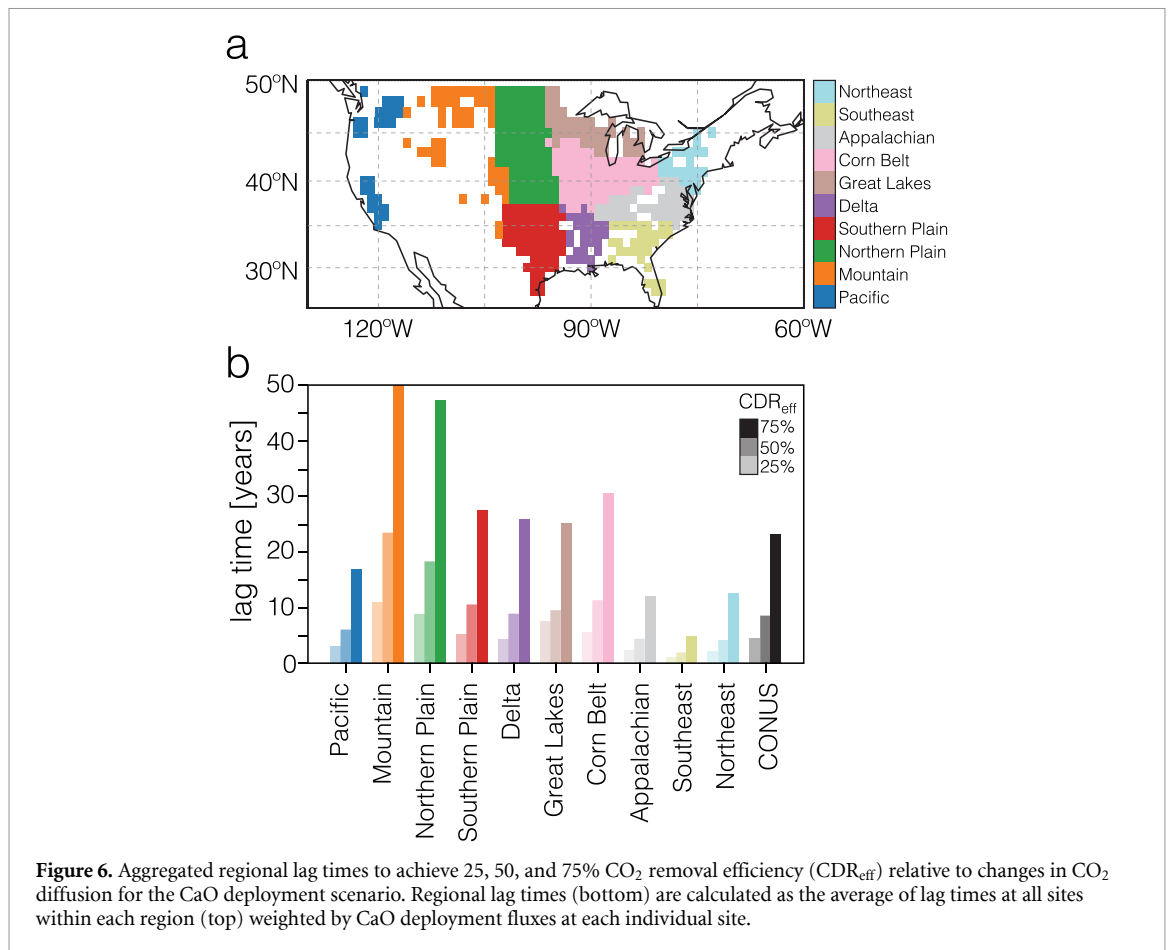 a
50°N
40°N
30°N
120°W
90°W
60°W
Northeast
Southeast
Appalachian
Corn Belt
Great Lakes
Delta
Southern Plain
Northern Plain
Mountain
Pacific
b
lag time [years]
50
40
30
20
10
0
CDReff
75%
50%
25%
Pacific
Mountain
Northern Plain
Southern Plain
Delta
Great Lakes
Corn Belt
Appalachian
Southeast
Northeast
CONUS
Figure 6. Aggregated regional lag times to achieve 25, 50, and 75% CO₂ removal efficiency (CDReff) relative to changes in CO₂
diffusion for the CaO deployment scenario. Regional lag times (bottom) are calculated as the average of lag times at all sites
within each region (top) weighted by CaO deployment fluxes at each individual site.